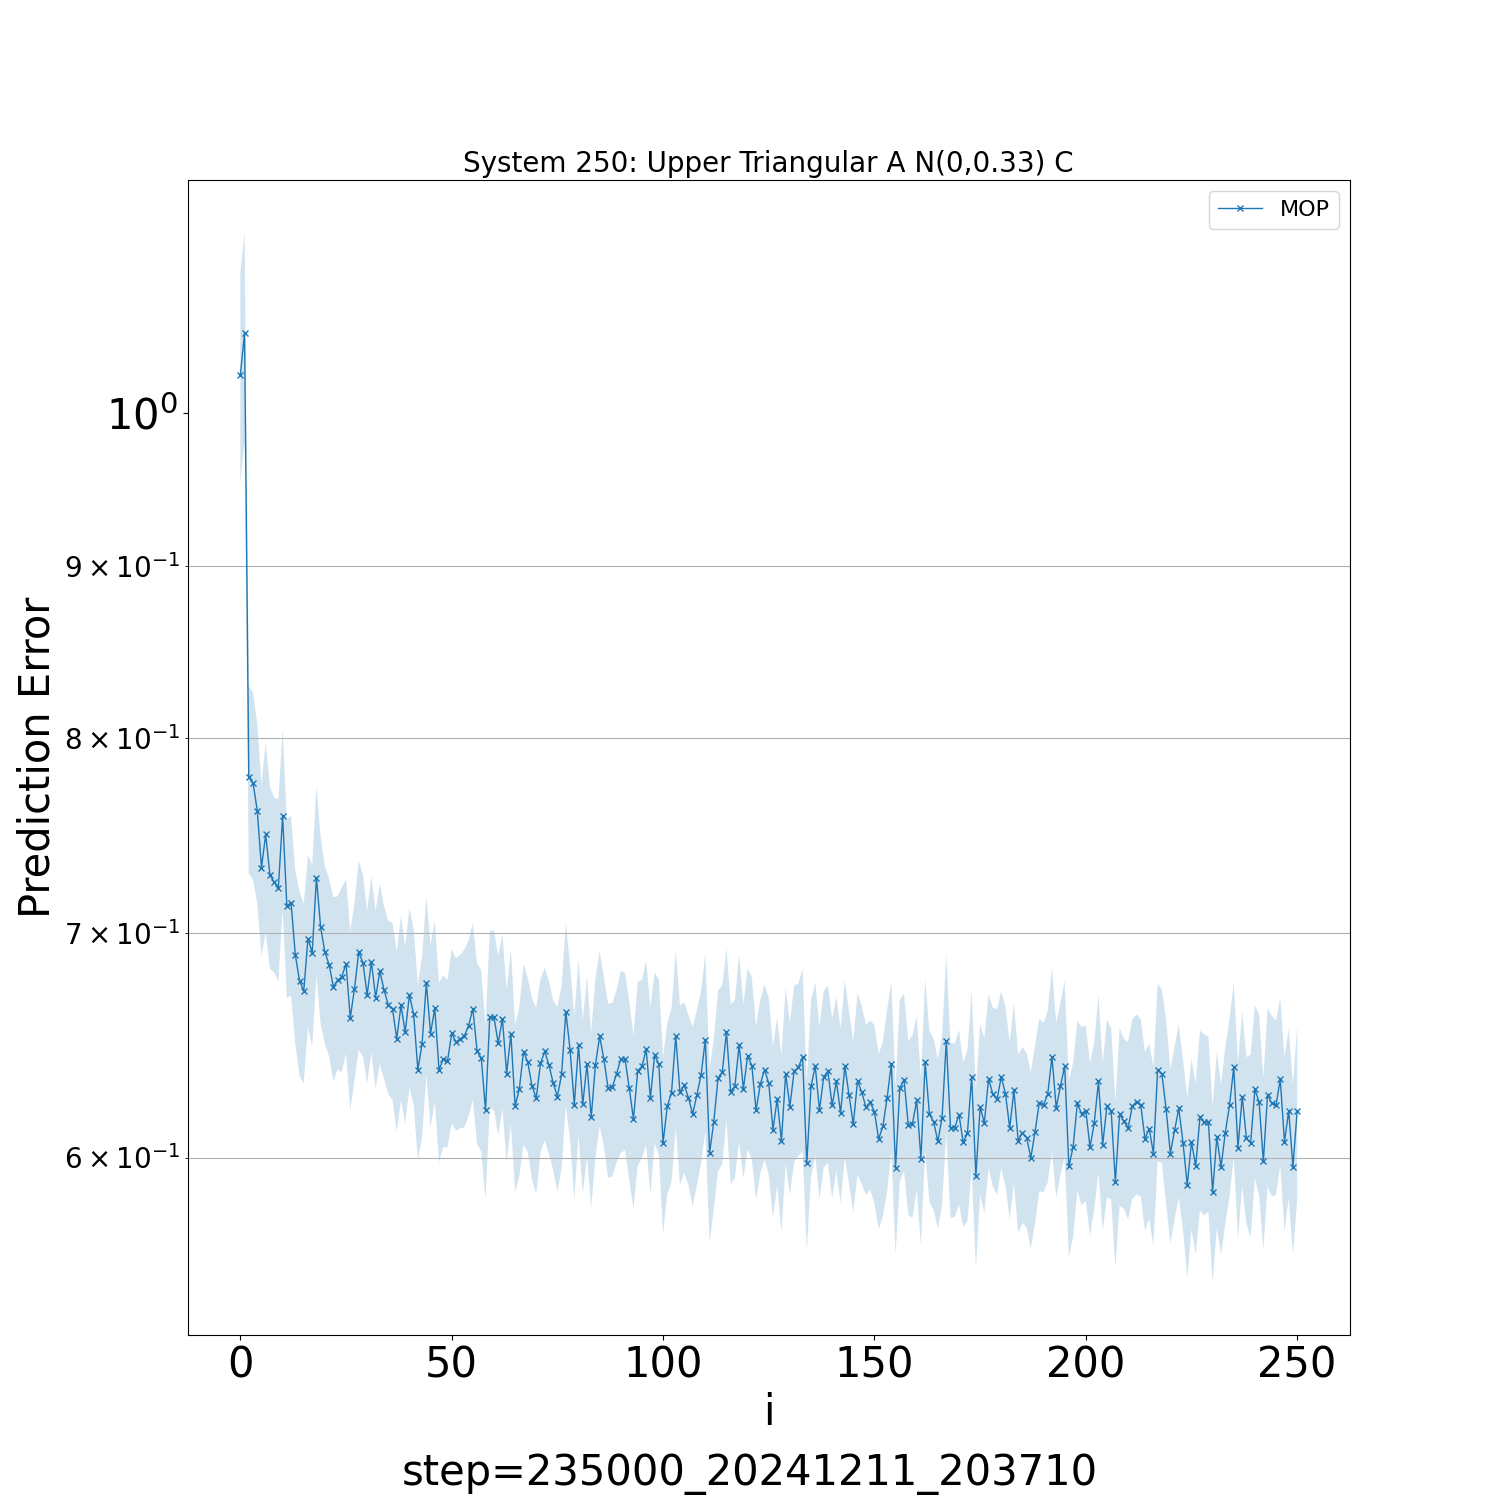 System 250: Upper Triangular A N(0,0.33) C
MOP
10⁰
9 × 10⁻¹
8 × 10⁻¹
7 × 10⁻¹
6 × 10⁻¹
Prediction Error
0 50 100 150 200 250
i
step=235000_20241211_203710